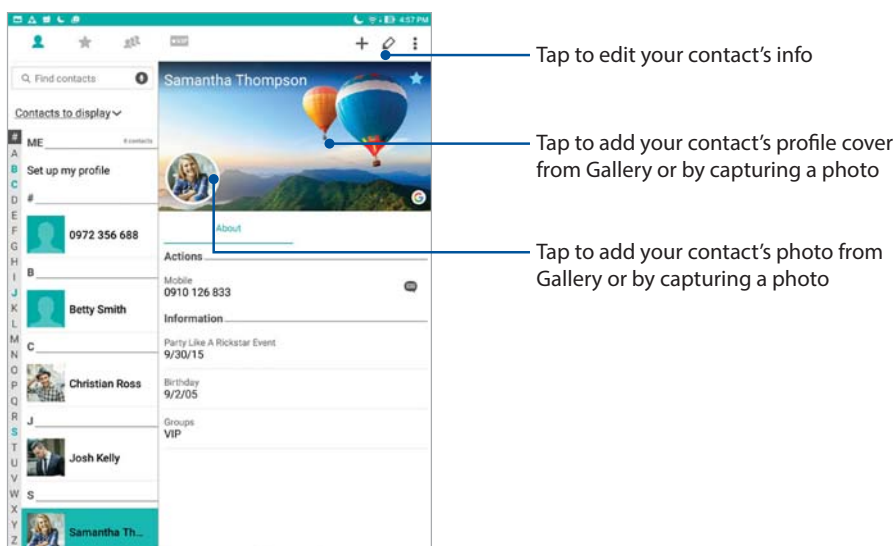 4:57 PM
Find contacts
Contacts to display
#
A
B
C
D
E
F
G
H
I
J
K
L
M
N
O
P
Q
R
S
T
U
V
W
X
Y
Z
ME
6 contacts
Set up my profile
#
0972 356 688
B
Betty Smith
C
Christian Ross
J
Josh Kelly
S
Samantha Th...
Samantha Thompson
G
About
Actions
Mobile
0910 126 833
Information
Party Like A Rickstar Event
9/30/15
Birthday
9/2/05
Groups
VIP
Tap to edit your contact's info
Tap to add your contact's profile cover
from Gallery or by capturing a photo
Tap to add your contact's photo from
Gallery or by capturing a photo